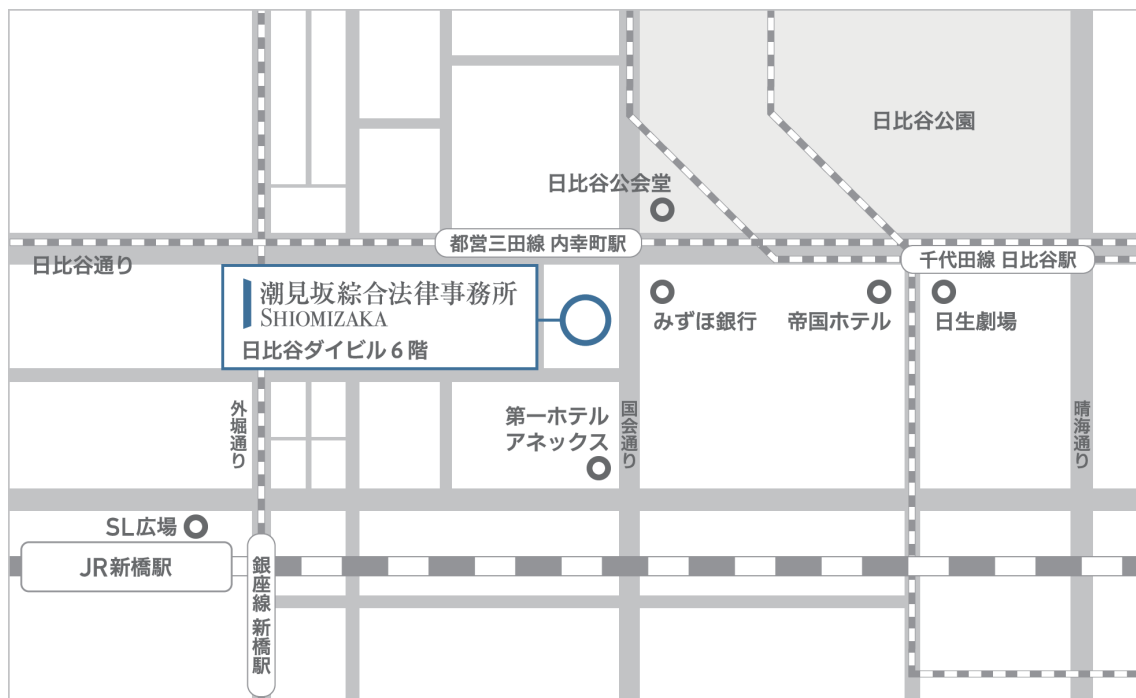 日比谷公園
日比谷公会堂
都営三田線 内幸町駅
千代田線 日比谷駅
日比谷通り
潮見坂綜合法律事務所
SHIOMIZAKA
日比谷ダイビル6階
みずほ銀行
帝国ホテル
日生劇場
外堀通り
第一ホテル
アネックス
国会通り
晴海通り
SL広場
JR新橋駅
銀座線 新橋駅